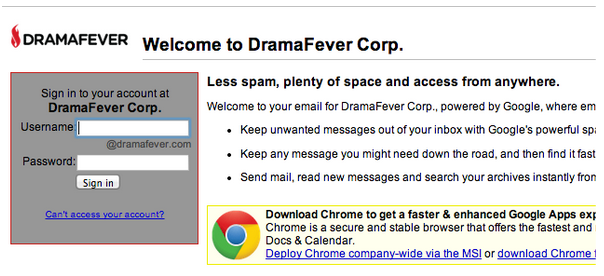 DRAMAFEVER
Welcome to DramaFever Corp.
Sign in to your account at
DramaFever Corp.
Username:
@dramafever.com
Password:
Sign in
Can't access your account?
Less spam, plenty of space and access from anywhere.
Welcome to your email for DramaFever Corp., powered by Google, where em
• Keep unwanted messages out of your inbox with Google's powerful spa
• Keep any message you might need down the road, and then find it fast
• Send mail, read new messages and search your archives instantly from
Download Chrome to get a faster & enhanced Google Apps exp
Chrome is a secure and stable browser that offers the fastest and
Docs & Calendar.
Deploy Chrome company-wide via the MSI or download Chrome f